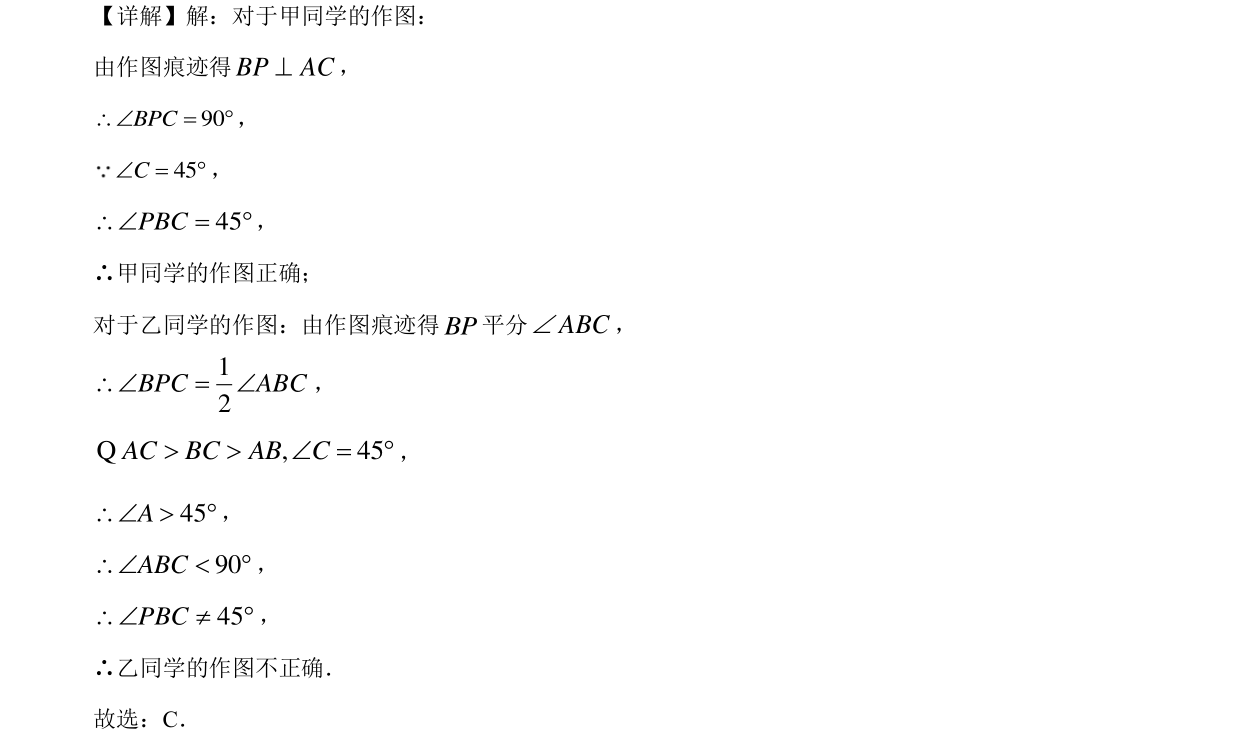 【详解】解：对于甲同学的作图：
由作图痕迹得 BP ⊥ AC，
∴∠BPC = 90°，
∵∠C = 45°，
∴∠PBC = 45°，
∴甲同学的作图正确；
对于乙同学的作图：由作图痕迹得 BP 平分∠ABC，
∴∠BPC = 1/2 ∠ABC，
Q AC > BC > AB, ∠C = 45°，
∴∠A > 45°，
∴∠ABC < 90°，
∴∠PBC ≠ 45°，
∴乙同学的作图不正确．
故选：C．